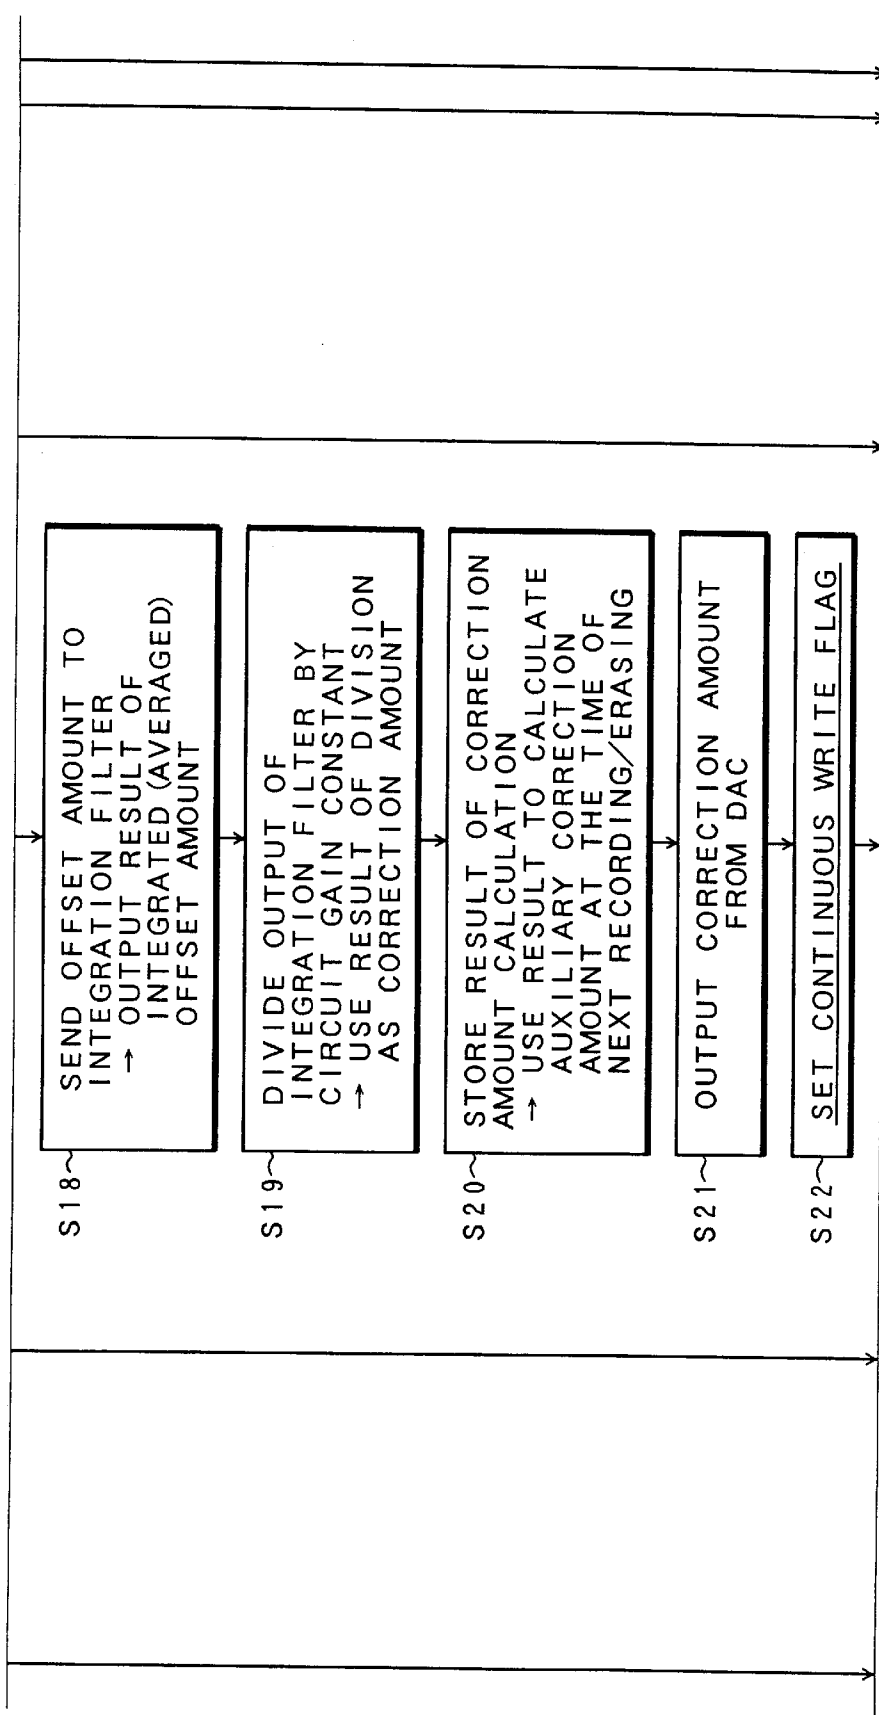 S18
SEND OFFSET AMOUNT TO
INTEGRATION FILTER
→ OUTPUT RESULT OF
INTEGRATED (AVERAGED)
OFFSET AMOUNT
S19
DIVIDE OUTPUT OF
INTEGRATION FILTER BY
CIRCUIT GAIN CONSTANT
→ USE RESULT OF DIVISION
AS CORRECTION AMOUNT
S20
STORE RESULT OF CORRECTION
AMOUNT CALCULATION
→ USE RESULT TO CALCULATE
AUXILIARY CORRECTION
AMOUNT AT THE TIME OF
NEXT RECORDING/ERASING
S21
OUTPUT CORRECTION AMOUNT
FROM DAC
S22
SET CONTINUOUS WRITE FLAG